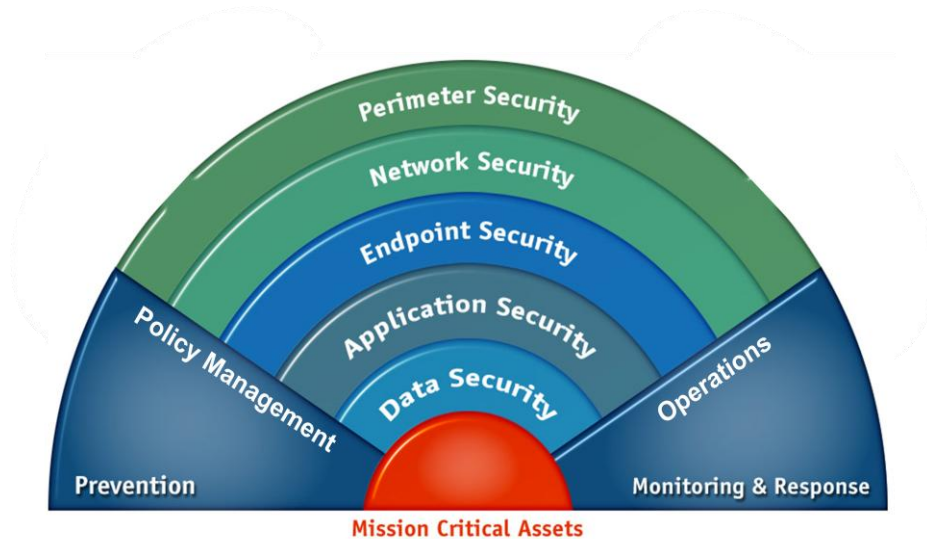 Perimeter Security
Network Security
Endpoint Security
Application Security
Data Security
Policy Management
Operations
Prevention
Monitoring & Response
Mission Critical Assets